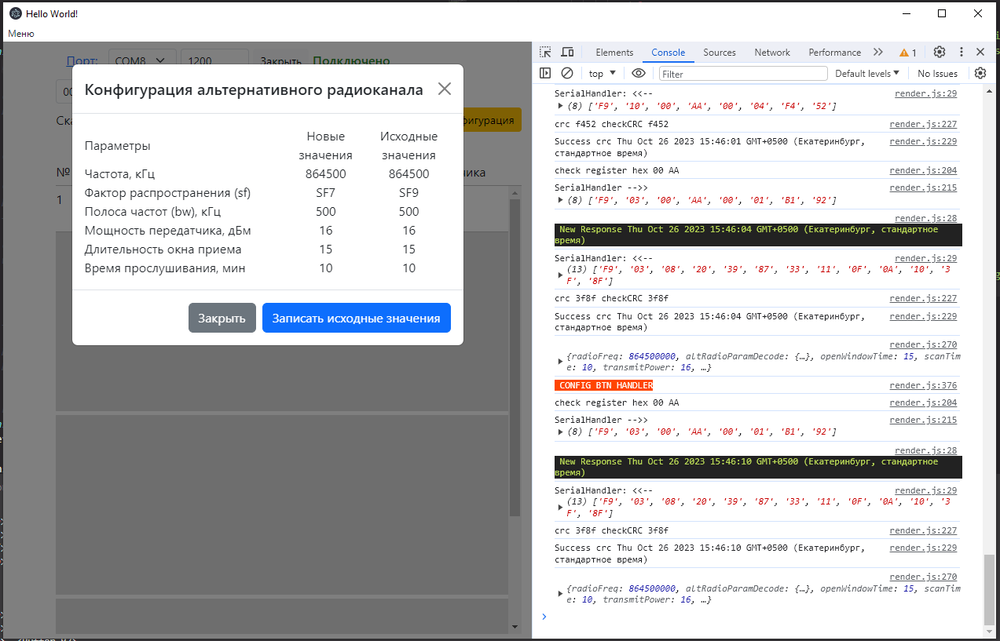 Hello World!
Меню
Порт: COM8 1200 Закрыть Подключено
Конфигурация альтернативного радиоканала
Параметры
Новые значения
Исходные значения
Частота, кГц 864500 864500
Фактор распространения (sf) SF7 SF9
Полоса частот (bw), кГц 500 500
Мощность передатчика, дБм 16 16
Длительность окна приема 15 15
Время прослушивания, мин 10 10
Закрыть Записать исходные значения
№
1
Elements Console Sources Network Performance 1
top Filter Default levels No Issues
SerialHandler: <<-- render.js:29
(8) ['F9', '10', '00', 'AA', '00', '04', 'F4', '52']
crc f452 checkCRC f452 render.js:227
Success crc Thu Oct 26 2023 15:46:01 GMT+0500 (Екатеринбург, render.js:229
стандартное время)
check register hex 00 AA render.js:204
SerialHandler -->> render.js:215
(8) ['F9', '03', '00', 'AA', '00', '01', 'B1', '92']
render.js:28
New Response Thu Oct 26 2023 15:46:04 GMT+0500 (Екатеринбург, стандартное
время)
SerialHandler: <<-- render.js:29
(13) ['F9', '03', '08', '20', '39', '87', '33', '11', '0F', '0A', '10', '3
F', '8F']
crc 3f8f checkCRC 3f8f render.js:227
Success crc Thu Oct 26 2023 15:46:04 GMT+0500 (Екатеринбург, render.js:229
стандартное время)
render.js:270
{radioFreq: 864500000, altRadioParamDecode: {…}, openWindowTime: 15, scanTim
e: 10, transmitPower: 16, …}
CONFIG BTN HANDLER render.js:376
check register hex 00 AA render.js:204
SerialHandler -->> render.js:215
(8) ['F9', '03', '00', 'AA', '00', '01', 'B1', '92']
render.js:28
New Response Thu Oct 26 2023 15:46:10 GMT+0500 (Екатеринбург, стандартное
время)
SerialHandler: <<-- render.js:29
(13) ['F9', '03', '08', '20', '39', '87', '33', '11', '0F', '0A', '10', '3
F', '8F']
crc 3f8f checkCRC 3f8f render.js:227
Success crc Thu Oct 26 2023 15:46:10 GMT+0500 (Екатеринбург, render.js:229
стандартное время)
render.js:270
{radioFreq: 864500000, altRadioParamDecode: {…}, openWindowTime: 15, scanTim
e: 10, transmitPower: 16, …}